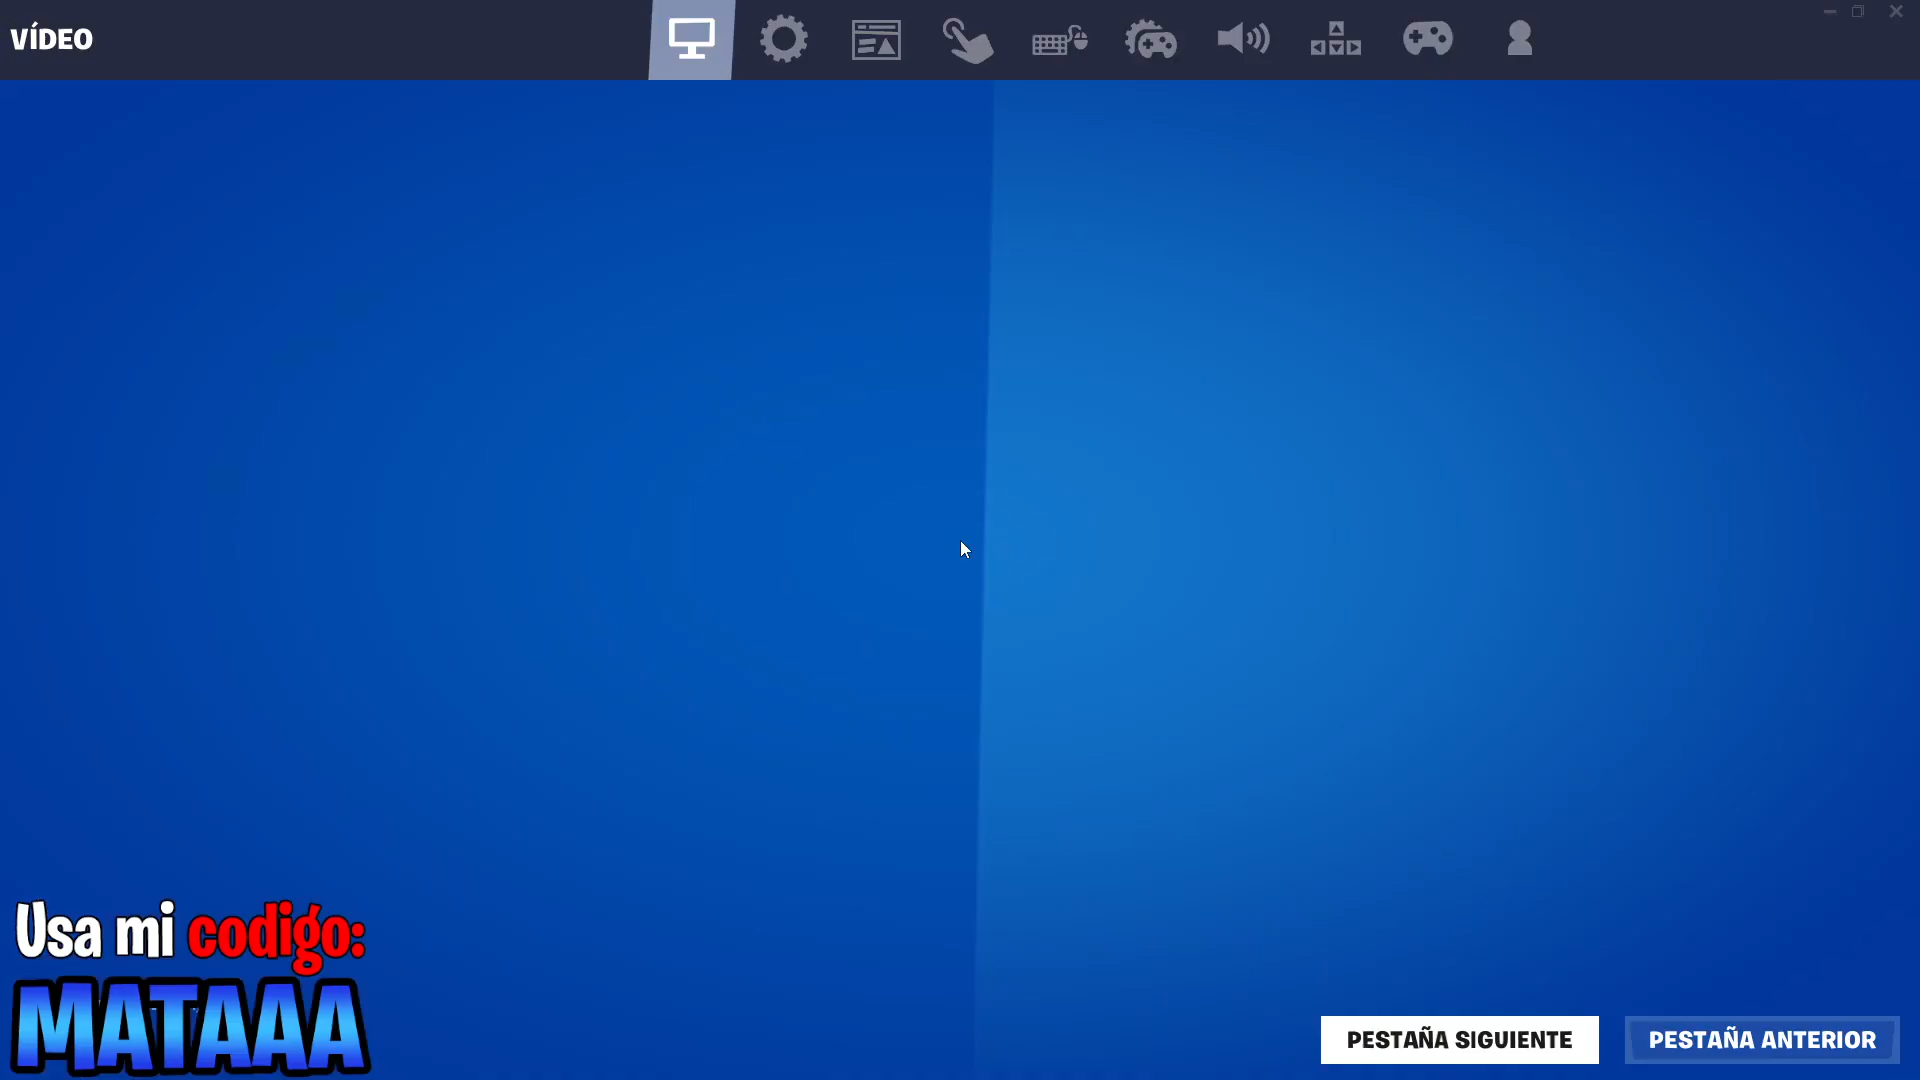 VÍDEO
Usa mi codigo:
MATAAA
PESTAÑA SIGUIENTE
PESTAÑA ANTERIOR